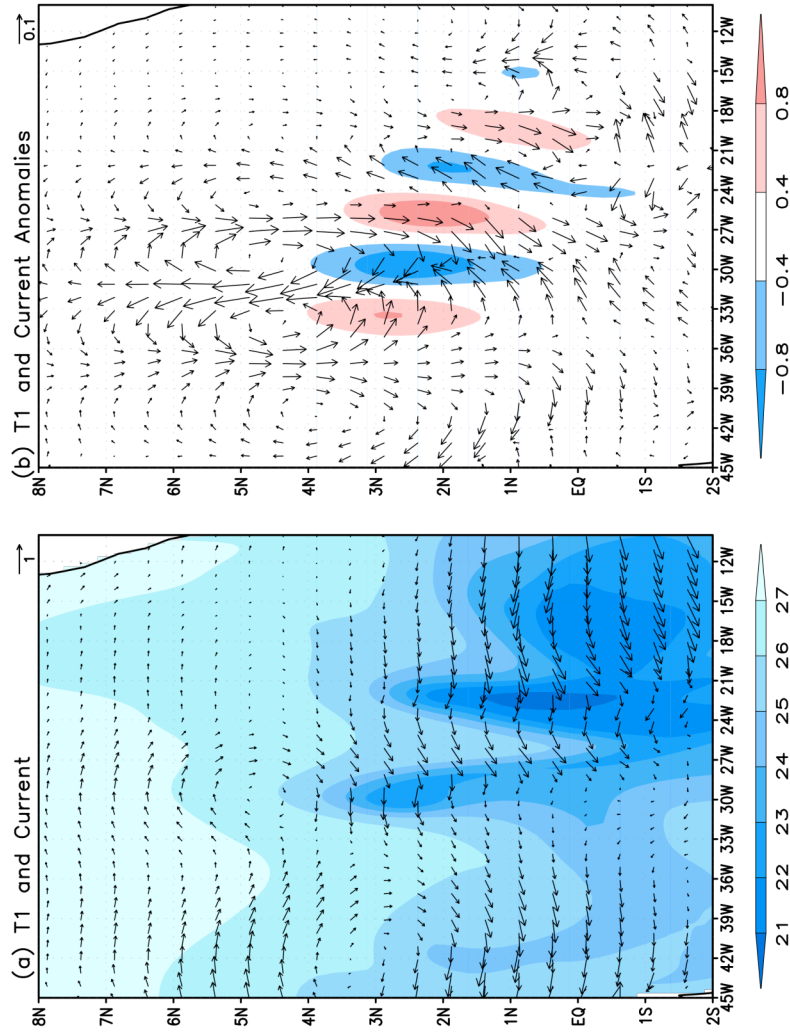 (a) T1 and Current
8N
7N
6N
5N
4N
3N
2N
1N
EQ
1S
2S
45W 42W 39W 36W 33W 30W 27W 24W 21W 18W 15W 12W
1
21 22 23 24 25 26 27
(b) T1 and Current Anomalies
8N
7N
6N
5N
4N
3N
2N
1N
EQ
1S
2S
45W 42W 39W 36W 33W 30W 27W 24W 21W 18W 15W 12W
0.1
−0.8 −0.4 0.4 0.8